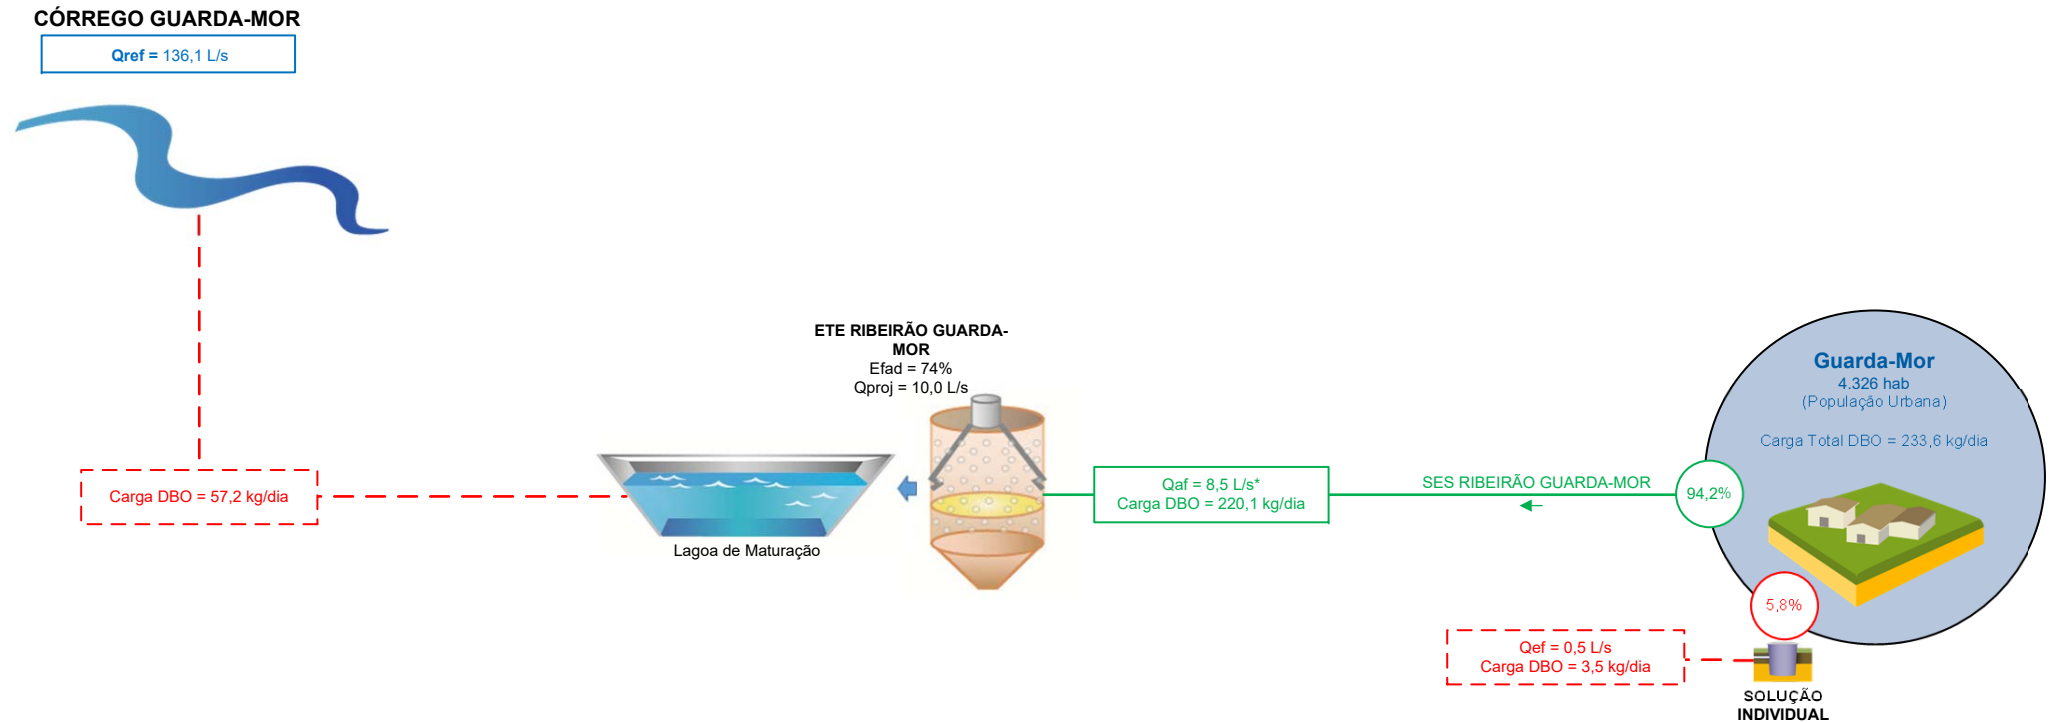 CÓRREGO GUARDA-MOR
Qref = 136,1 L/s
ETE RIBEIRÃO GUARDA-
MOR
Efad = 74%
Qproj = 10,0 L/s
Guarda-Mor
4.326 hab
(População Urbana)
Carga Total DBO = 233,6 kg/dia
Carga DBO = 57,2 kg/dia
Lagoa de Maturação
Qaf = 8,5 L/s*
Carga DBO = 220,1 kg/dia
SES RIBEIRÃO GUARDA-MOR
94,2%
5,8%
Qef = 0,5 L/s
Carga DBO = 3,5 kg/dia
SOLUÇÃO
INDIVIDUAL